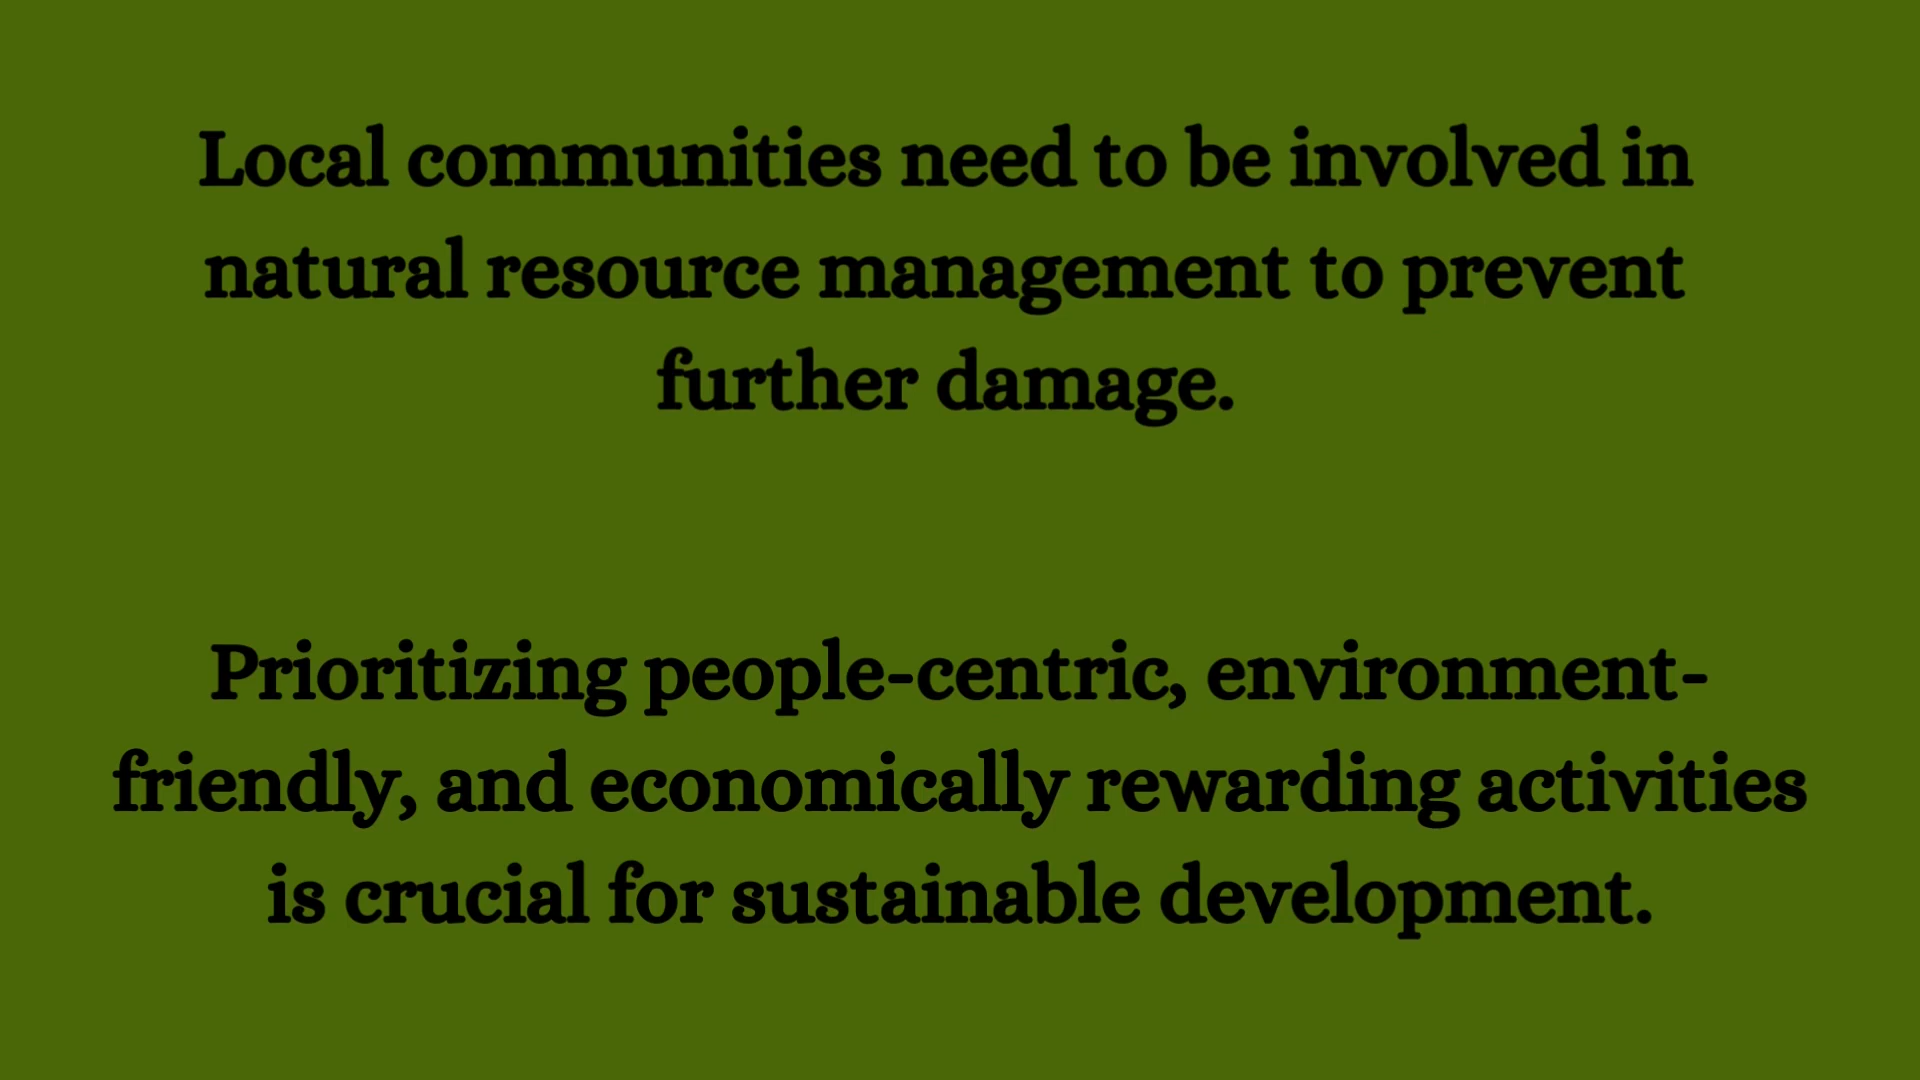 Local communities need to be involved in
natural resource management to prevent
further damage.
Prioritizing people-centric, environment-
friendly, and economically rewarding activities
is crucial for sustainable development.